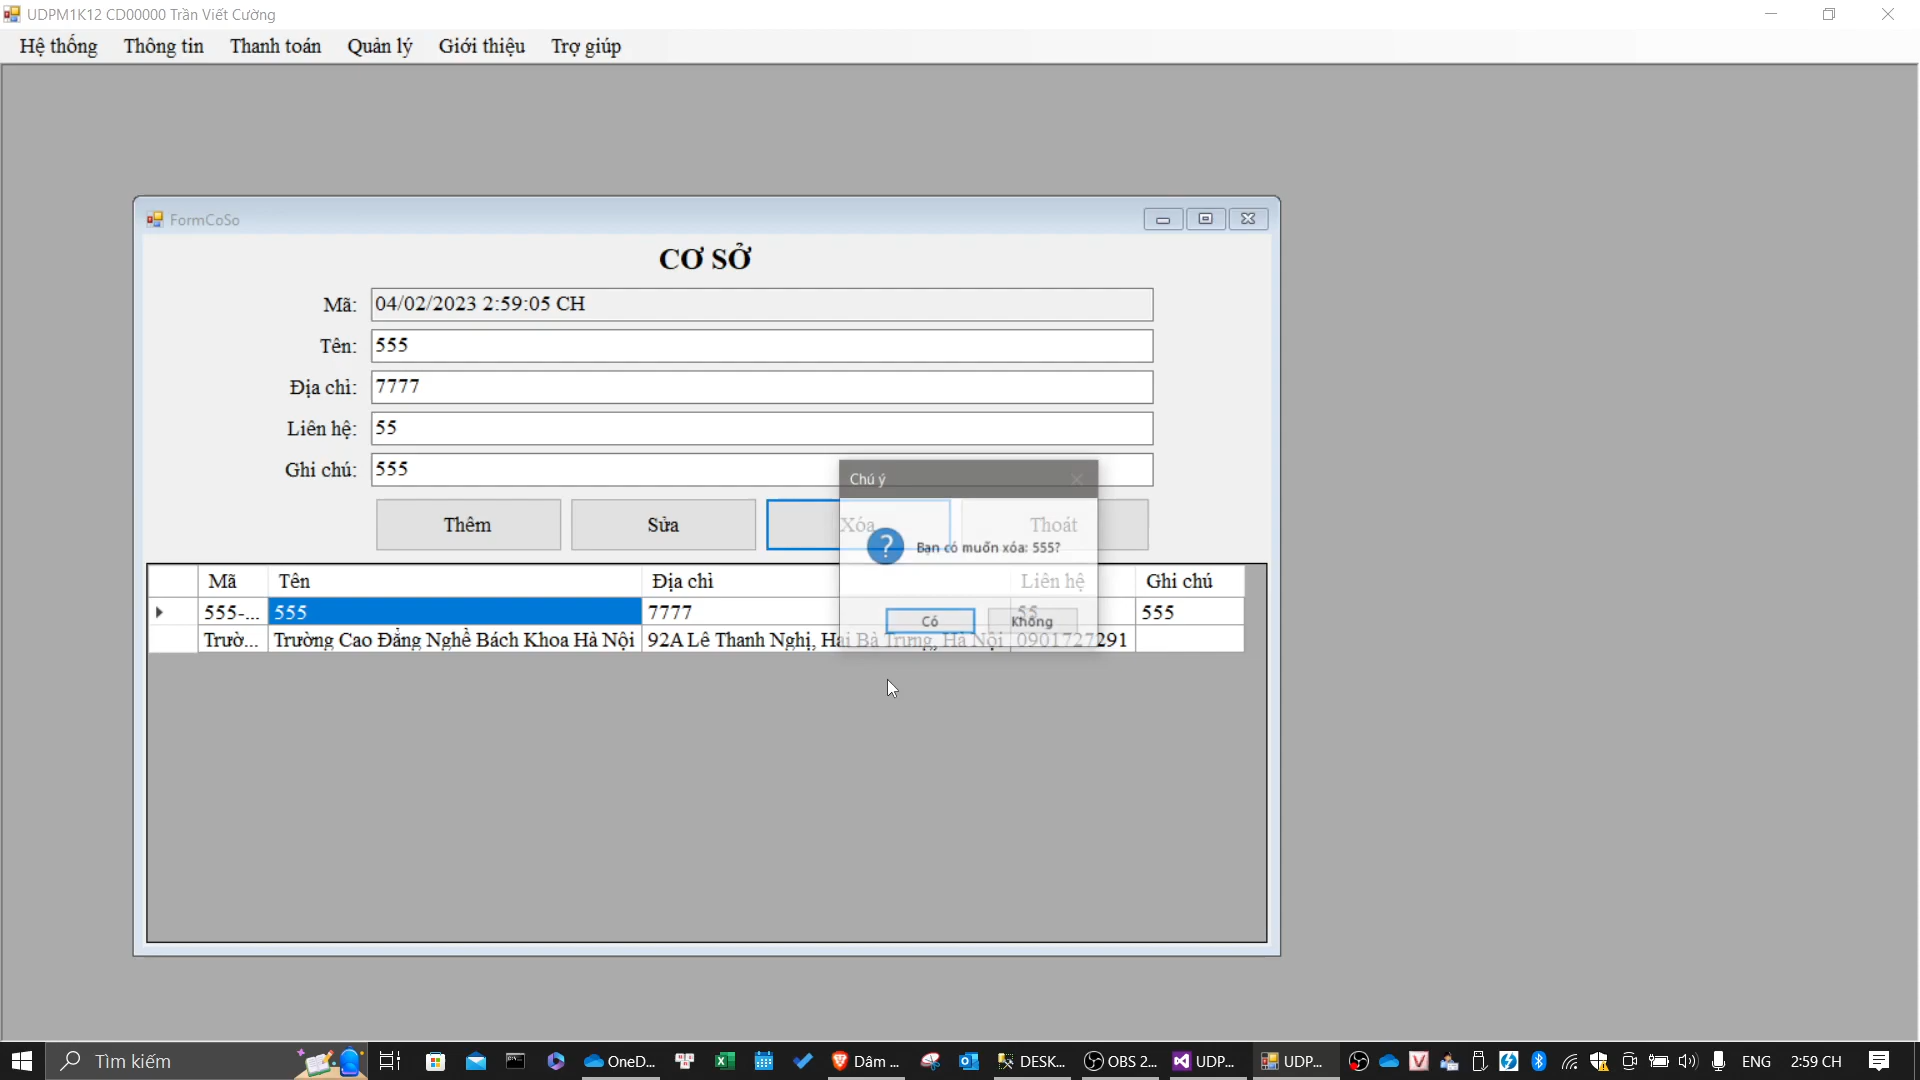 UDPM1K12 CD00000 Trần Viết Cường
Hệ thống Thông tin Thanh toán Quản lý Giới thiệu Trợ giúp
FormCoSo
CƠ SỞ
Mã: 04/02/2023 2:59:05 CH
Tên: 555
Địa chỉ: 7777
Liên hệ: 55
Ghi chú: 555
Chú ý
Thêm Sửa Xóa Thoát
Bạn có muốn xóa: 555?
Có Không
Mã Tên Địa chỉ Liên hệ Ghi chú
555-... 555 7777 55 555
Trườ... Trường Cao Đẳng Nghề Bách Khoa Hà Nội 92A Lê Thanh Nghị, Hai Bà Trưng, Hà Nội 0901727291
Tìm kiếm OneD... Dâm ... DESK... OBS 2... UDP... UDP... ENG 2:59 CH